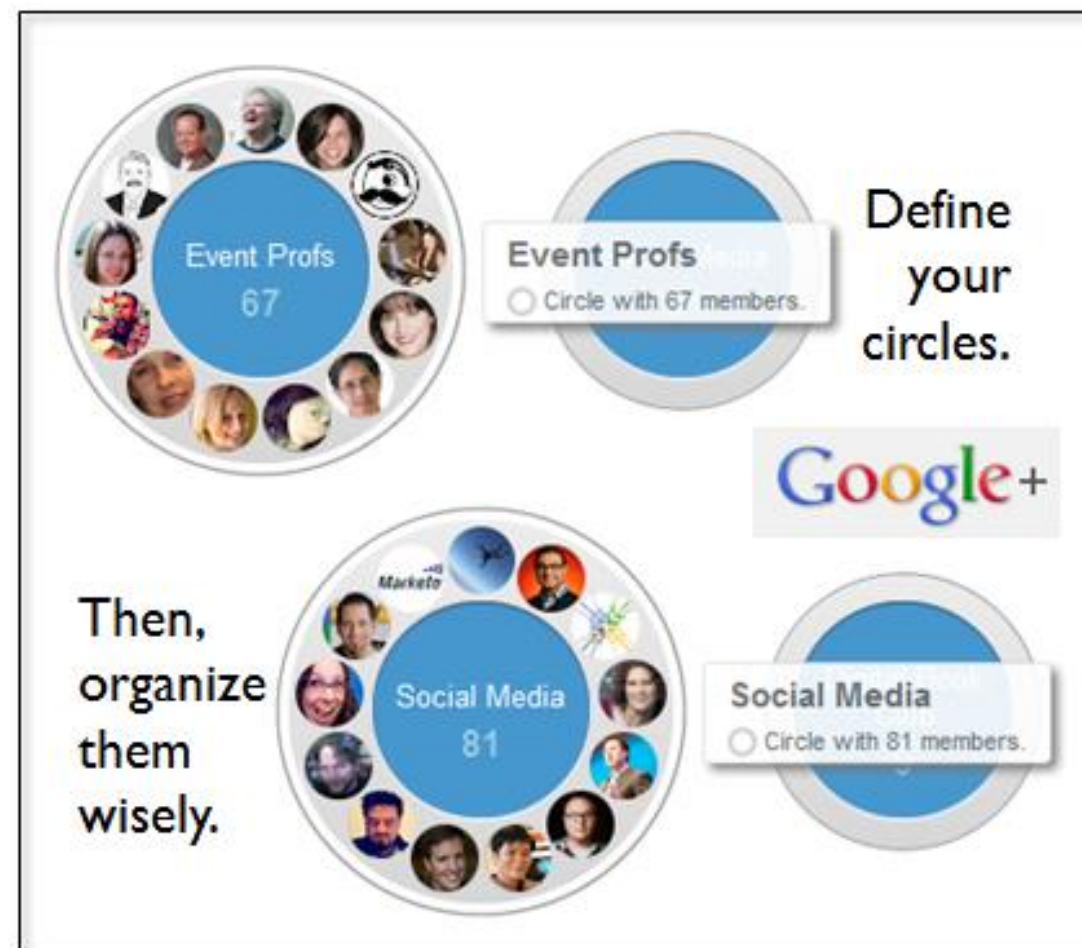 Event Profs
67
Event Profs
Circle with 67 members.
Define
your
circles.
Google+
Then,
organize
them
wisely.
Marketo
Social Media
81
Social Media
Circle with 81 members.